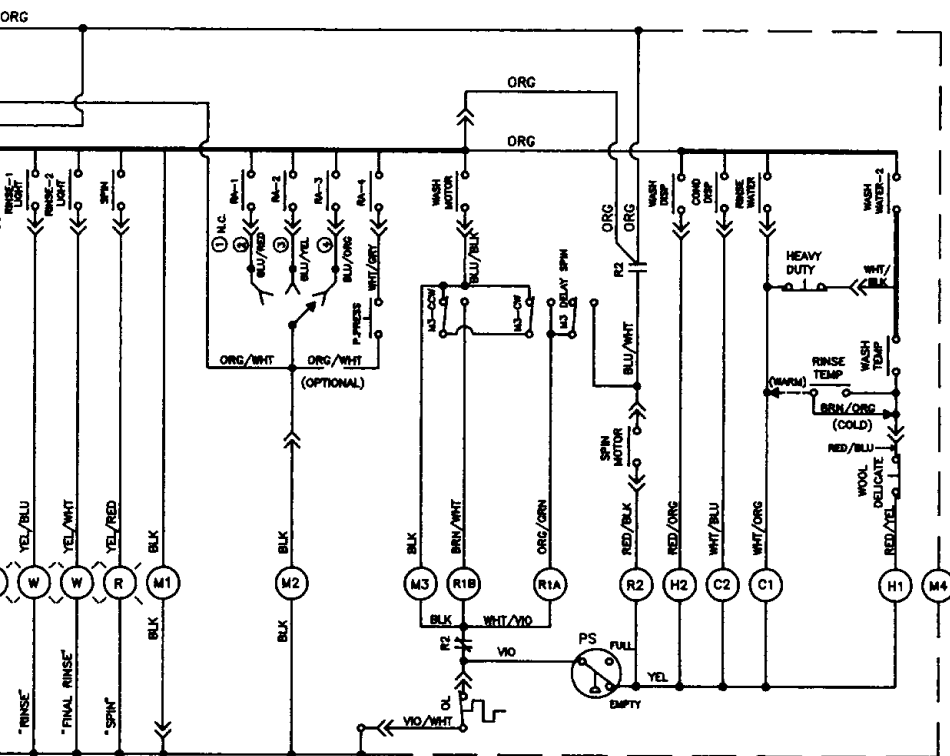 ORG
ORG
ORG
RINSE-1 LIGHT
RINSE-2 LIGHT
SPIN
RA-1
RA-2
RA-3
RA-4
WASH MOTOR
WASH DISP
COND DISP
RINSE WATER
WASH WATER-2
1 N.C.
2
3
4
BLU/RED
BLU/YEL
BLU/ORG
WHT/GRY
BLU/BLK
ORG
ORG
R2
HEAVY DUTY
WHT/BLK
M3-CCW
M3-CW
M3 DELAY SPIN
P.PRESS
BLU/WHT
WASH TEMP
ORG/WHT
ORG/WHT
(OPTIONAL)
RINSE TEMP
(WARM)
BRN/ORG
(COLD)
SPIN MOTOR
RED/BLU
WOOL DELICATE
YEL/BLU
YEL/WHT
YEL/RED
BLK
BLK
BLK
BRN/WHT
ORG/GRN
RED/BLK
RED/ORG
WHT/BLU
WHT/ORG
RED/YEL
W
W
R
M1
M2
M3
R1B
R1A
R2
H2
C2
C1
H1
M4
BLK
BLK
BLK
WHT/VIO
R2
VIO
PS
FULL
YEL
EMPTY
"RINSE"
"FINAL RINSE"
"SPIN"
OL
VIO/WHT